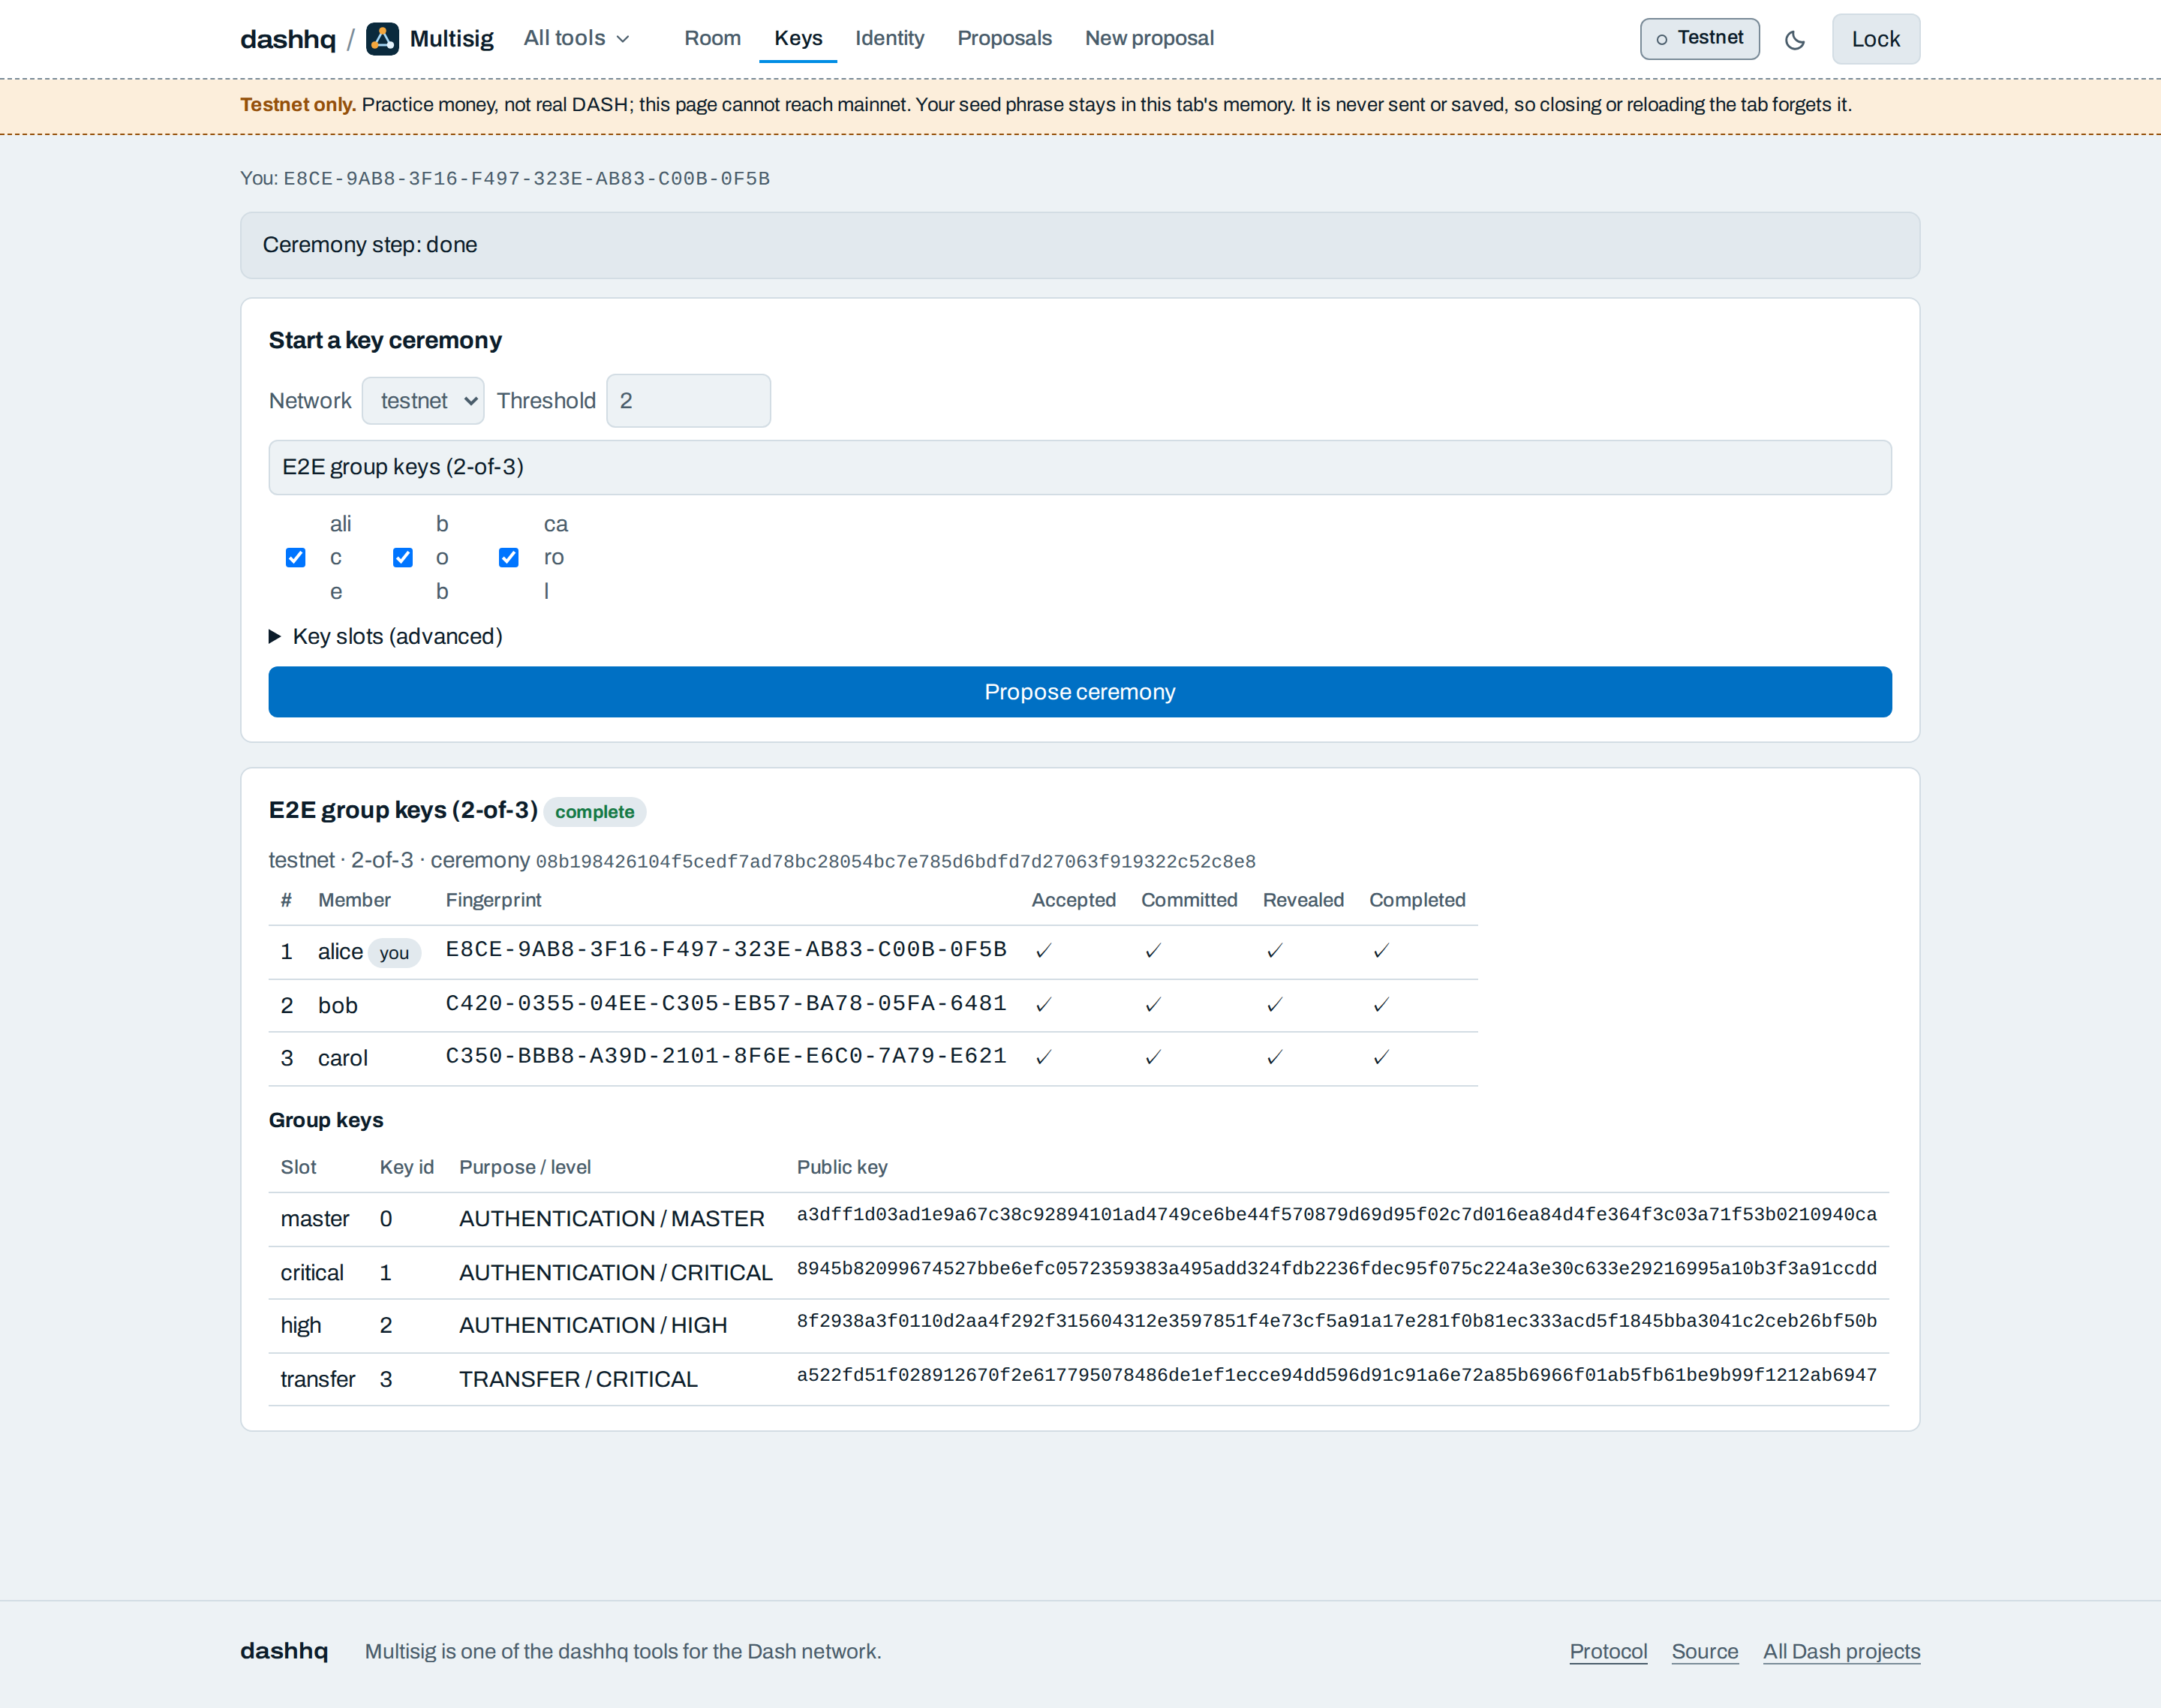 dashhq / Multisig All tools Room Keys Identity Proposals New proposal Testnet Lock
Testnet only. Practice money, not real DASH; this page cannot reach mainnet. Your seed phrase stays in this tab's memory. It is never sent or saved, so closing or reloading the tab forgets it.
You: E8CE-9AB8-3F16-F497-323E-AB83-C00B-0F5B
Ceremony step: done
Start a key ceremony
Network testnet Threshold 2
E2E group keys (2-of-3)
ali b ca
c o ro
e b l
Key slots (advanced)
Propose ceremony
E2E group keys (2-of-3) complete
testnet · 2-of-3 · ceremony 08b198426104f5cedf7ad78bc28054bc7e785d6bdfd7d27063f919322c52c8e8
# Member Fingerprint Accepted Committed Revealed Completed
1 alice you E8CE-9AB8-3F16-F497-323E-AB83-C00B-0F5B ✓ ✓ ✓ ✓
2 bob C420-0355-04EE-C305-EB57-BA78-05FA-6481 ✓ ✓ ✓ ✓
3 carol C350-BBB8-A39D-2101-8F6E-E6C0-7A79-E621 ✓ ✓ ✓ ✓
Group keys
Slot Key id Purpose / level Public key
master 0 AUTHENTICATION / MASTER a3dff1d03ad1e9a67c38c92894101ad4749ce6be44f570879d69d95f02c7d016ea84d4fe364f3c03a71f53b0210940ca
critical 1 AUTHENTICATION / CRITICAL 8945b82099674527bbe6efc0572359383a495add324fdb2236fdec95f075c224a3e30c633e29216995a10b3f3a91ccdd
high 2 AUTHENTICATION / HIGH 8f2938a3f0110d2aa4f292f315604312e3597851f4e73cf5a91a17e281f0b81ec333acd5f1845bba3041c2ceb26bf50b
transfer 3 TRANSFER / CRITICAL a522fd51f028912670f2e617795078486de1ef1ecce94dd596d91c91a6e72a85b6966f01ab5fb61be9b99f1212ab6947
dashhq Multisig is one of the dashhq tools for the Dash network. Protocol Source All Dash projects